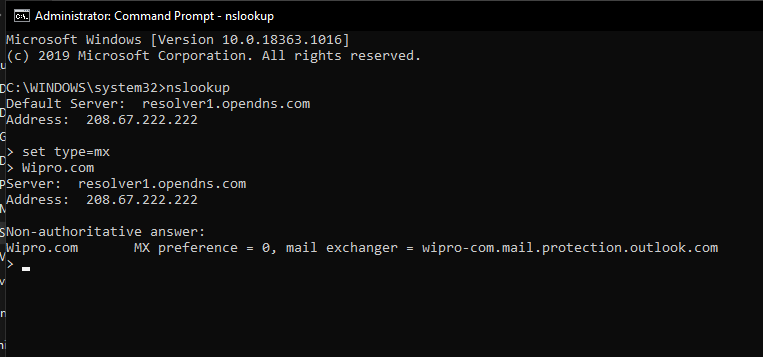 Administrator: Command Prompt - nslookup
Microsoft Windows [Version 10.0.18363.1016]
(c) 2019 Microsoft Corporation. All rights reserved.
C:\WINDOWS\system32>nslookup
Default Server:  resolver1.opendns.com
Address:  208.67.222.222
> set type=mx
> Wipro.com
Server:  resolver1.opendns.com
Address:  208.67.222.222
Non-authoritative answer:
Wipro.com       MX preference = 0, mail exchanger = wipro-com.mail.protection.outlook.com
>